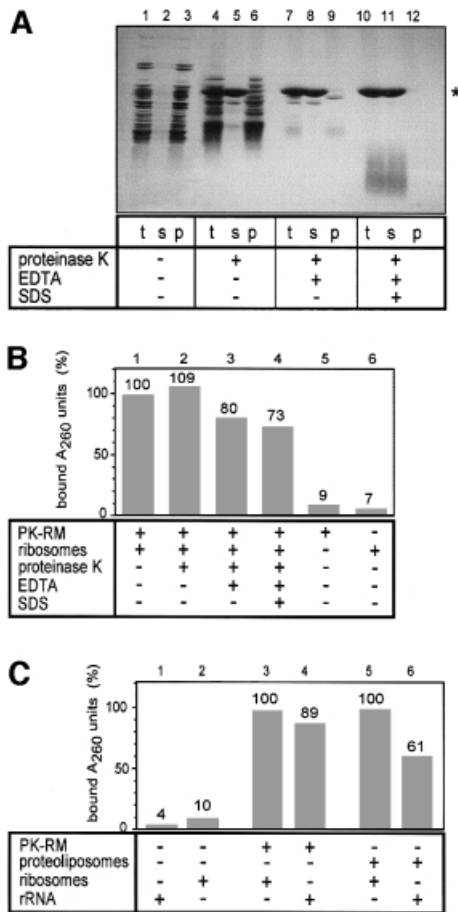 A
1 2 3 4 5 6 7 8 9 10 11 12
*
t s p t s p t s p t s p
proteinase K - + + +
EDTA - - + +
SDS - - - +
B
1 2 3 4 5 6
bound A260 units (%)
100
50
0
100 109 80 73 9 7
PK-RM + + + + + -
ribosomes + + + + - +
proteinase K - + + + - -
EDTA - - + + - -
SDS - - - + - -
C
1 2 3 4 5 6
bound A260 units (%)
100
50
0
4 10 100 89 100 61
PK-RM - - + + - -
proteoliposomes - - - - + +
ribosomes - + + - + -
rRNA + - - + - +